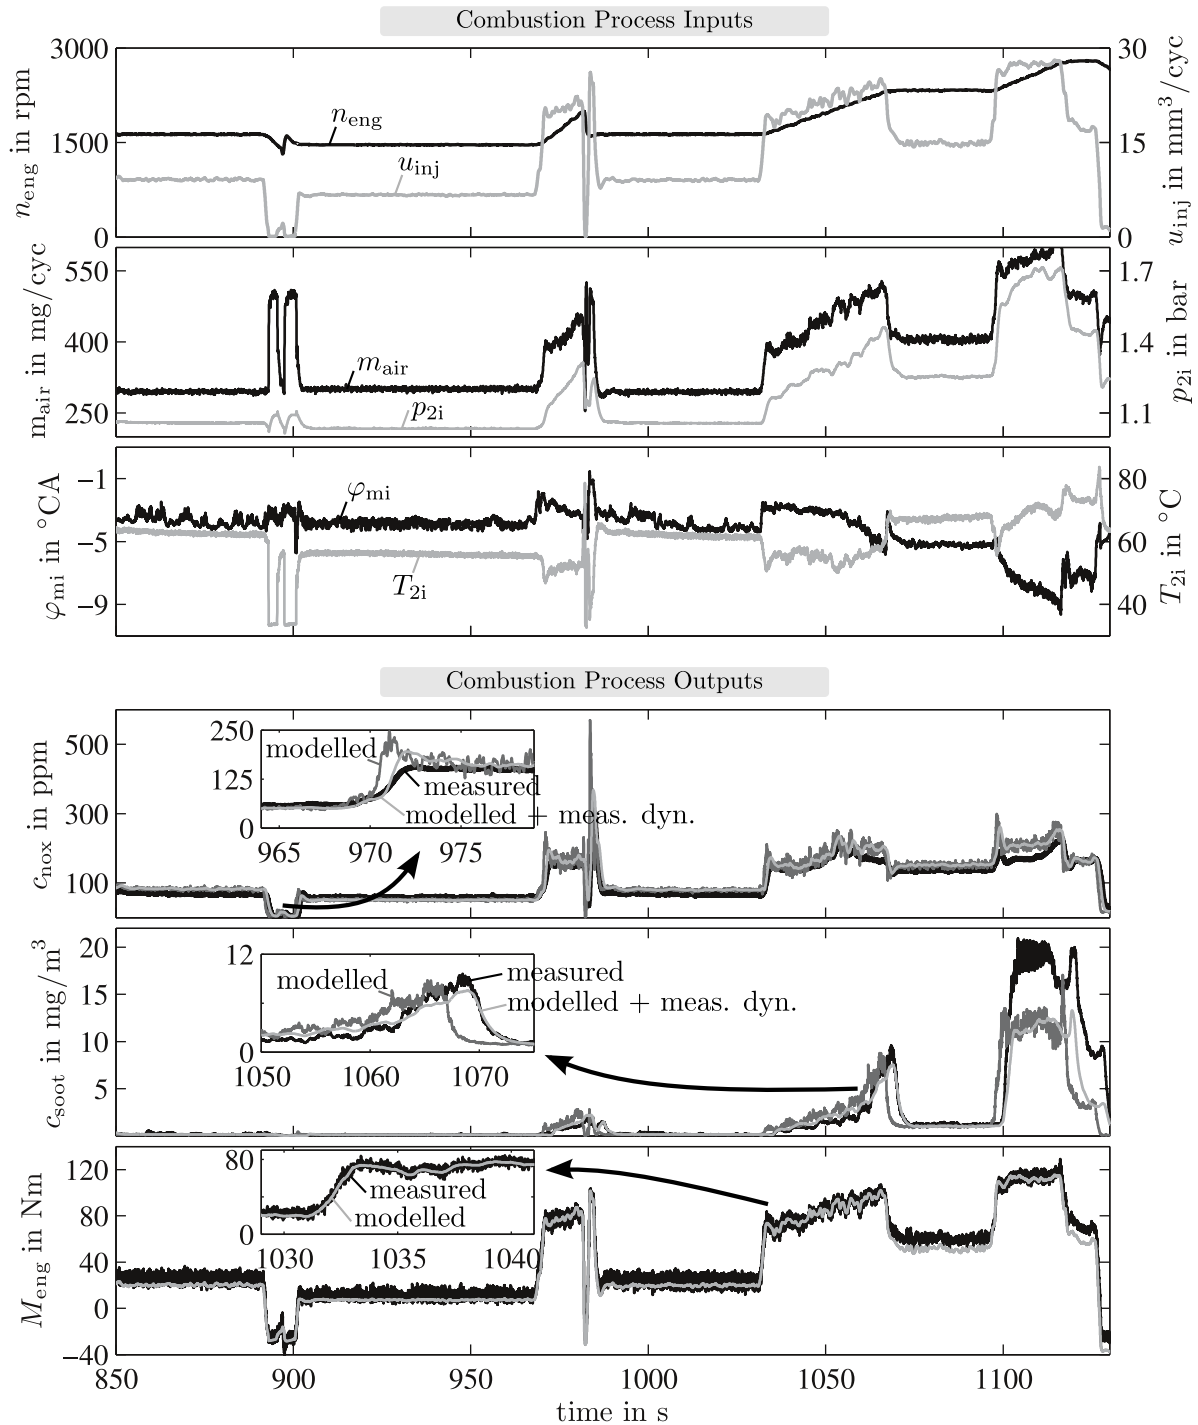 Combustion Process Inputs
3000
1500
0
n_eng in rpm
n_eng
u_inj
30
15
0
u_inj in mm³/cyc
550
400
250
m_air in mg/cyc
m_air
p_2i
1.7
1.4
1.1
p_2i in bar
−1
−5
−9
φ_mi in °CA
φ_mi
T_2i
80
60
40
T_2i in °C
Combustion Process Outputs
500
300
100
c_nox in ppm
250
125
0
modelled
measured
modelled + meas. dyn.
965 970 975
20
15
10
5
c_soot in mg/m³
12
0
modelled
measured
modelled + meas. dyn.
1050 1060 1070
120
80
40
0
−40
M_eng in Nm
80
0
measured
modelled
1030 1035 1040
850 900 950 1000 1050 1100
time in s